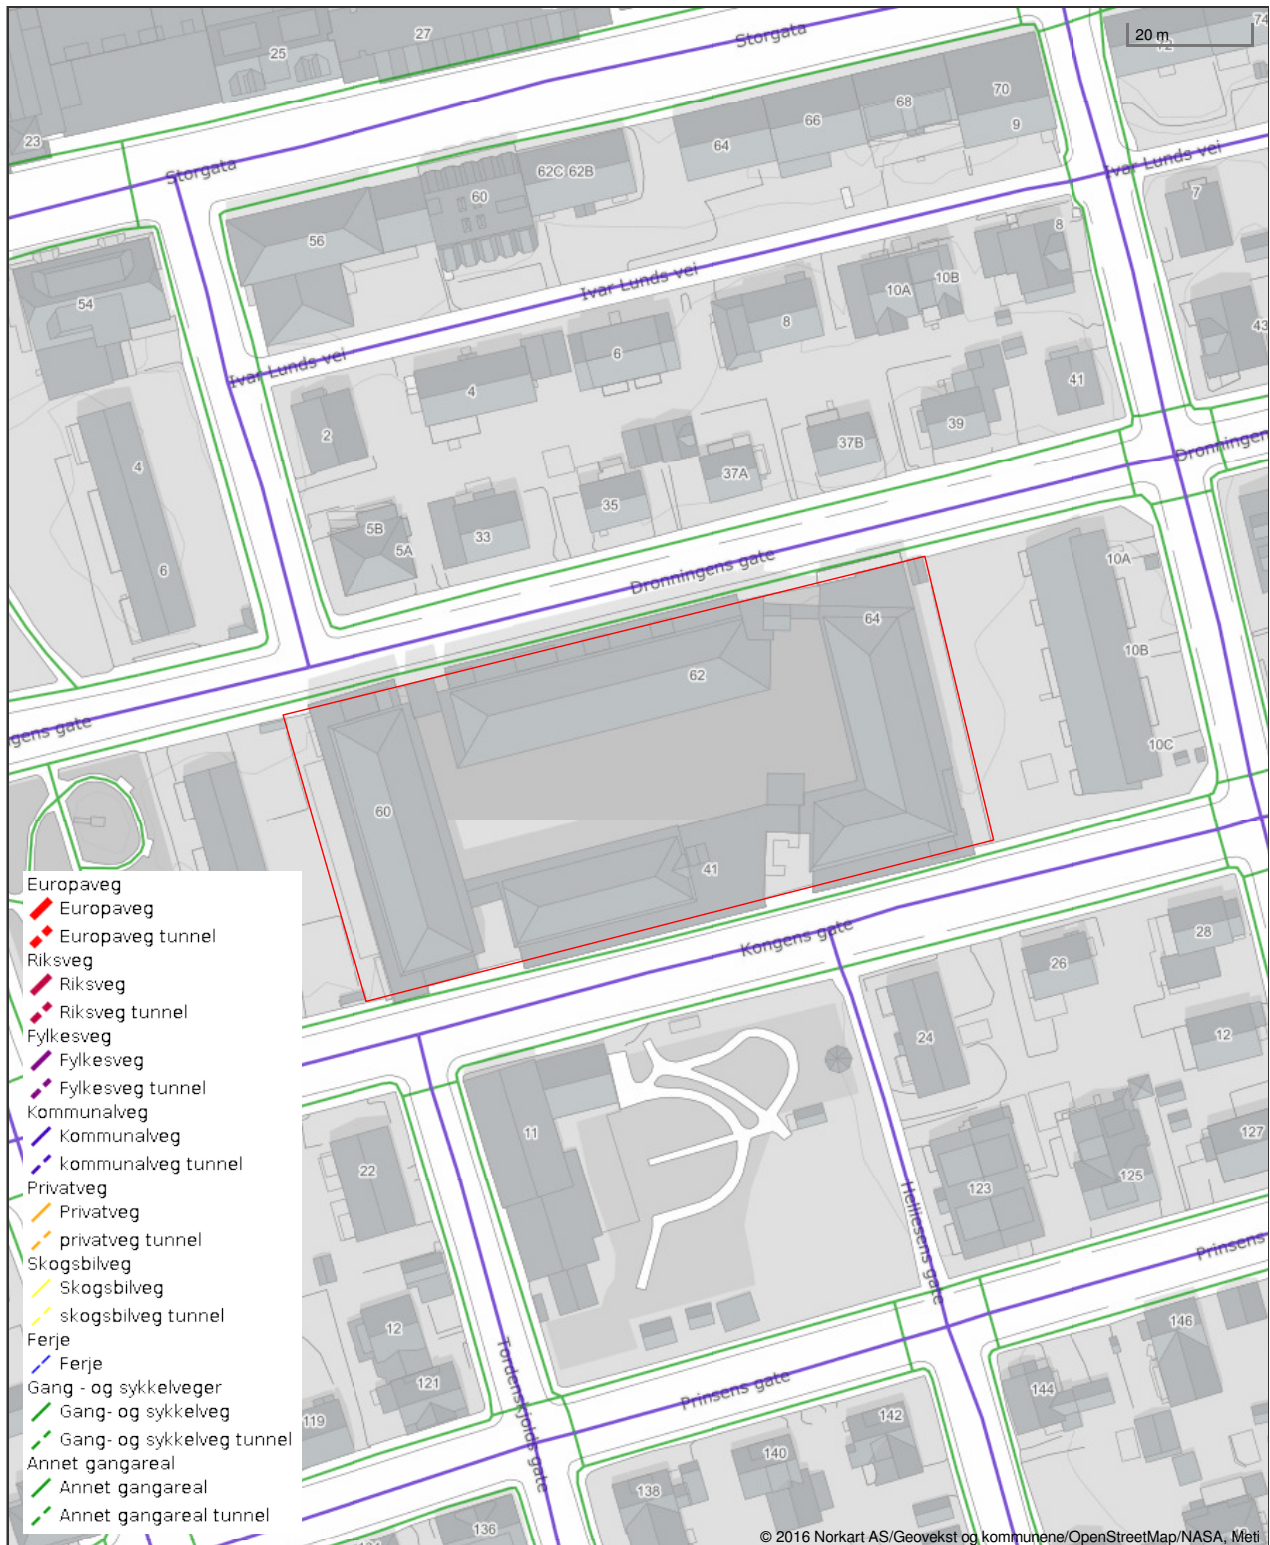 27
Storgata
20 m
74
72
25
70
68
66
9
23
64
62C 62B
Ivar Lunds vei
Storgata
60
7
56
8
Ivar Lunds vei
10B
10A
54
8
43
6
Ivar Lunds vei
41
4
39
2
4
37B
Dronningen
37A
35
5B
33
5A
10A
6
Dronningens gate
64
10B
62
ngens gate
10C
60
41
Europaveg
Europaveg
Europaveg tunnel
Riksveg
Riksveg
Riksveg tunnel
Fylkesveg
Fylkesveg
Fylkesveg tunnel
Kommunalveg
Kommunalveg
kommunalveg tunnel
Privatveg
Privatveg
privatveg tunnel
Skogsbilveg
Skogsbilveg
skogsbilveg tunnel
Ferje
Ferje
Gang - og sykkelveger
Gang- og sykkelveg
Gang- og sykkelveg tunnel
Annet gangareal
Annet gangareal
Annet gangareal tunnel
Kongens gate
28
26
24
12
11
127
22
125
123
Helliesens gate
Prinsens
146
12
Tordenskjolds gate
121
Prinsens gate
144
119
142
140
138
136
© 2016 Norkart AS/Geovekst og kommunene/OpenStreetMap/NASA, Meti